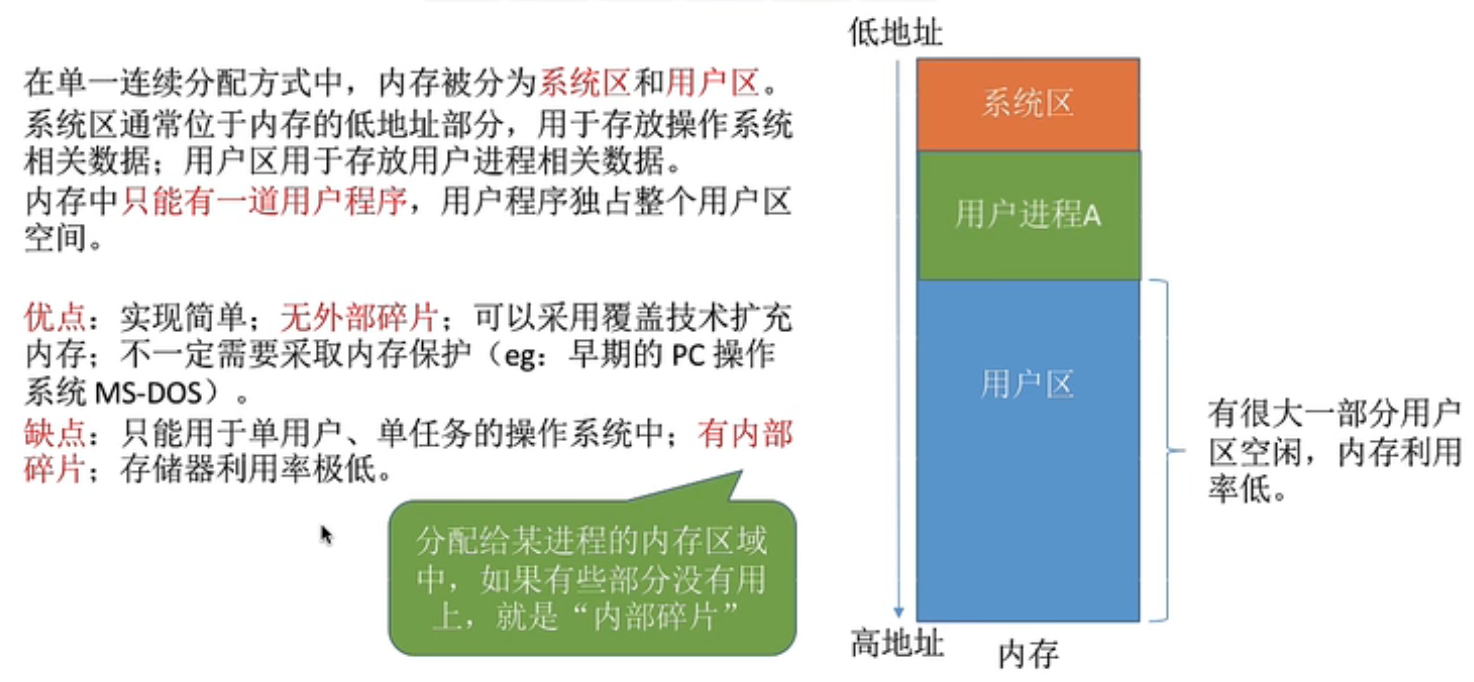 在单一连续分配方式中，内存被分为系统区和用户区。
系统区通常位于内存的低地址部分，用于存放操作系统
相关数据；用户区用于存放用户进程相关数据。
内存中只能有一道用户程序，用户程序独占整个用户区
空间。
优点：实现简单；无外部碎片；可以采用覆盖技术扩充
内存；不一定需要采取内存保护（eg：早期的 PC 操作
系统 MS-DOS）。
缺点：只能用于单用户、单任务的操作系统中；有内部
碎片；存储器利用率极低。
分配给某进程的内存区域
中，如果有些部分没有用
上，就是“内部碎片”
低地址
系统区
用户进程A
用户区
高地址
内存
有很大一部分用户
区空闲，内存利用
率低。